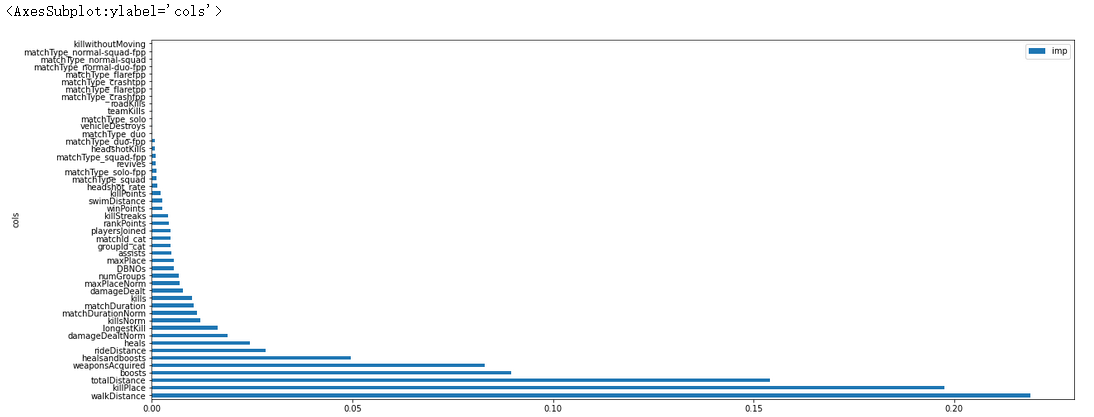 <AxesSubplot:ylabel='cols'>
imp
killwithoutMoving
matchType_normal-squad-fpp
matchType_normal-squad
matchType_normal-duo-fpp
matchType_flarefpp
matchType_crashtpp
matchType_flaretpp
matchType_crashfpp
roadKills
teamKills
matchType_solo
vehicleDestroys
matchType_duo
matchType_duo-fpp
headshotKills
matchType_squad-fpp
revives
matchType_solo-fpp
matchType_squad
headshot_rate
killPoints
swimDistance
winPoints
killStreaks
rankPoints
playersJoined
matchId_cat
groupId_cat
assists
maxPlace
DBNOs
numGroups
maxPlaceNorm
damageDealt
kills
matchDuration
matchDurationNorm
killsNorm
longestKill
damageDealtNorm
heals
rideDistance
healsandboosts
weaponsAcquired
boosts
totalDistance
killPlace
walkDistance
cols
0.00 0.05 0.10 0.15 0.20